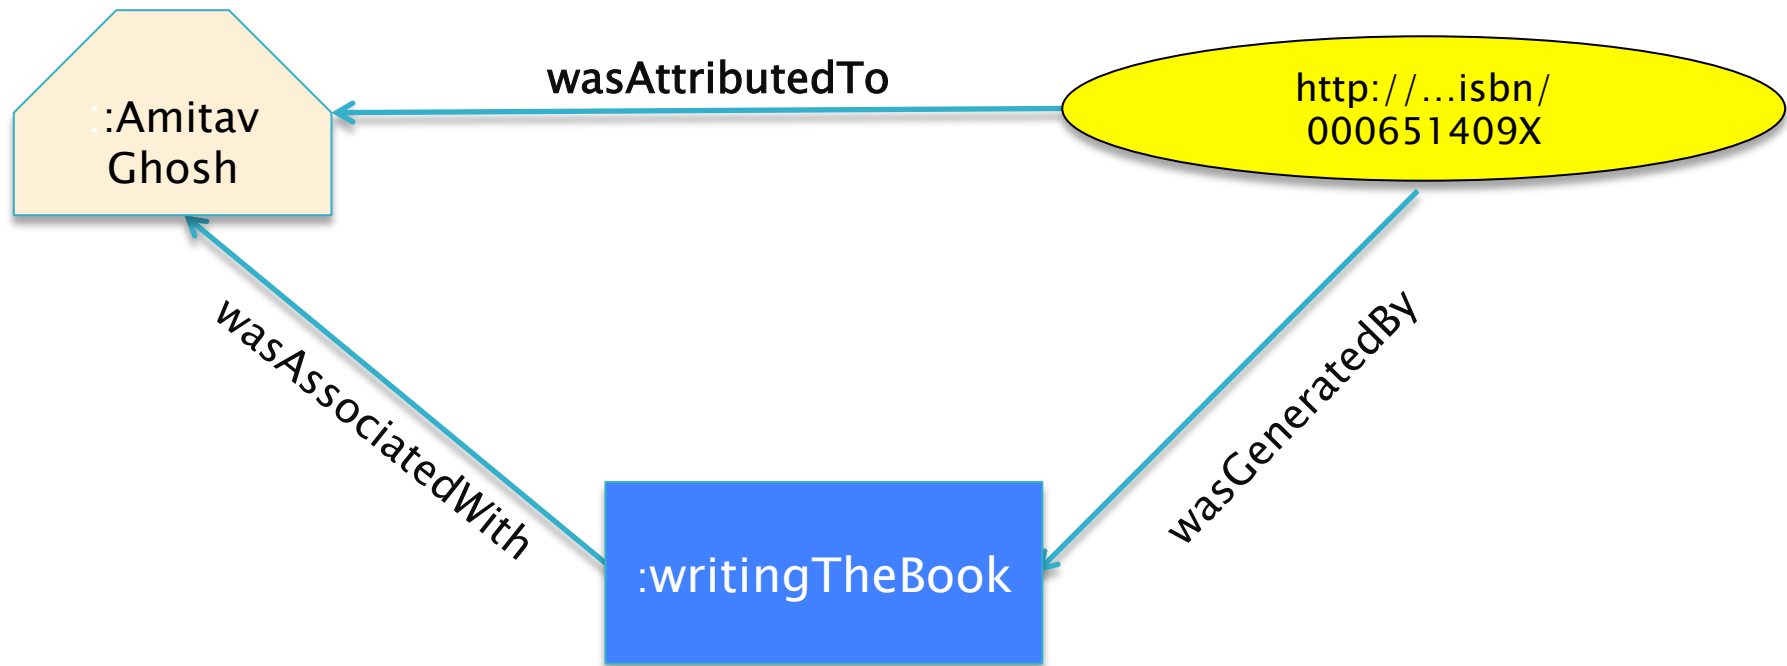 wasAttributedTo
::Amitav
Ghosh
http://...isbn/
000651409X
wasAssociatedWith
wasGeneratedBy
:writingTheBook